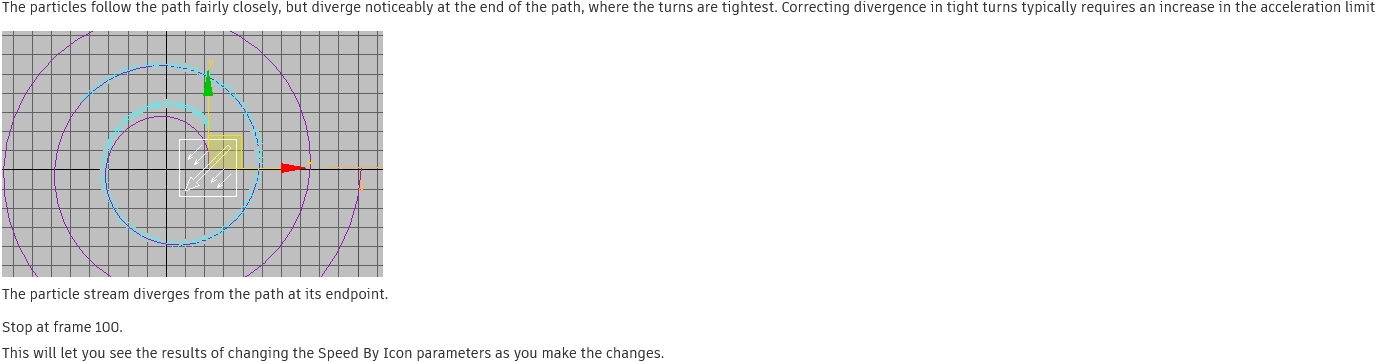 The particles follow the path fairly closely, but diverge noticeably at the end of the path, where the turns are tightest. Correcting divergence in tight turns typically requires an increase in the acceleration limit
The particle stream diverges from the path at its endpoint.
Stop at frame 100.
This will let you see the results of changing the Speed By Icon parameters as you make the changes.